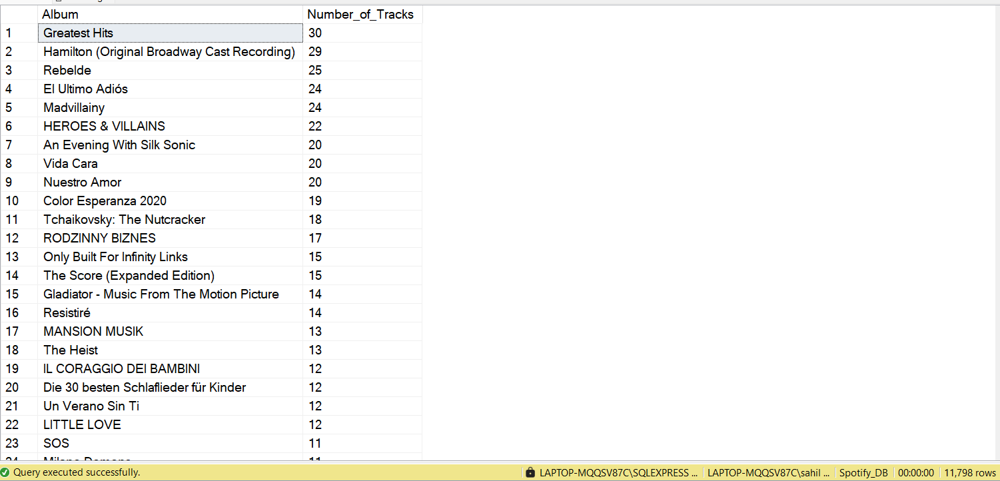 Album Number_of_Tracks
1 Greatest Hits 30
2 Hamilton (Original Broadway Cast Recording) 29
3 Rebelde 25
4 El Ultimo Adiós 24
5 Madvillainy 24
6 HEROES & VILLAINS 22
7 An Evening With Silk Sonic 20
8 Vida Cara 20
9 Nuestro Amor 20
10 Color Esperanza 2020 19
11 Tchaikovsky: The Nutcracker 18
12 RODZINNY BIZNES 17
13 Only Built For Infinity Links 15
14 The Score (Expanded Edition) 15
15 Gladiator - Music From The Motion Picture 14
16 Resistiré 14
17 MANSION MUSIK 13
18 The Heist 13
19 IL CORAGGIO DEI BAMBINI 12
20 Die 30 besten Schlaflieder für Kinder 12
21 Un Verano Sin Ti 12
22 LITTLE LOVE 12
23 SOS 11
Query executed successfully. LAPTOP-MQQSV87C\SQLEXPRESS ... LAPTOP-MQQSV87C\sahil ... Spotify_DB 00:00:00 11,798 rows